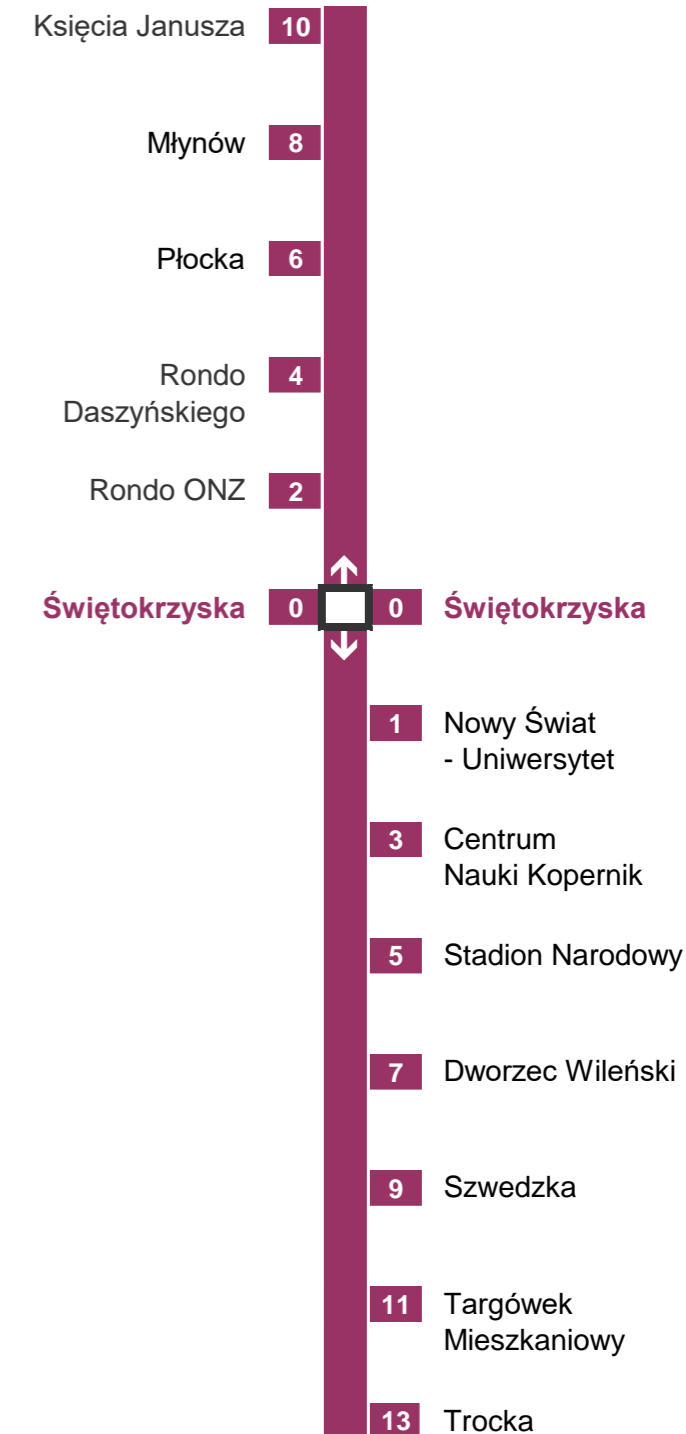 Księcia Janusza 10
Młynów 8
Płocka 6
Rondo 4
Daszyńskiego
Rondo ONZ 2
Świętokrzyska 0 0 Świętokrzyska
1 Nowy Świat
- Uniwersytet
3 Centrum
Nauki Kopernik
5 Stadion Narodowy
7 Dworzec Wileński
9 Szwedzka
11 Targówek
Mieszkaniowy
13 Trocka